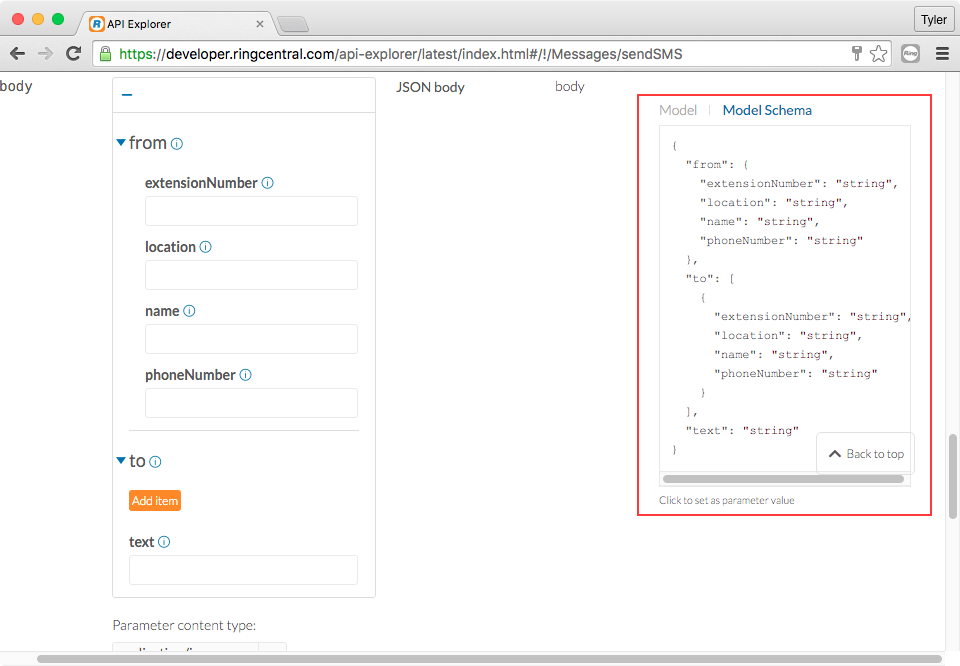 API Explorer
Tyler
https://developer.ringcentral.com/api-explorer/latest/index.html#/!/Messages/sendSMS
body
from
extensionNumber
location
name
phoneNumber
to
Add item
text
Parameter content type:
JSON body
body
Model | Model Schema
{
"from": {
"extensionNumber": "string",
"location": "string",
"name": "string",
"phoneNumber": "string"
},
"to": [
{
"extensionNumber": "string",
"location": "string",
"name": "string",
"phoneNumber": "string"
}
],
"text": "string"
}
Back to top
Click to set as parameter value